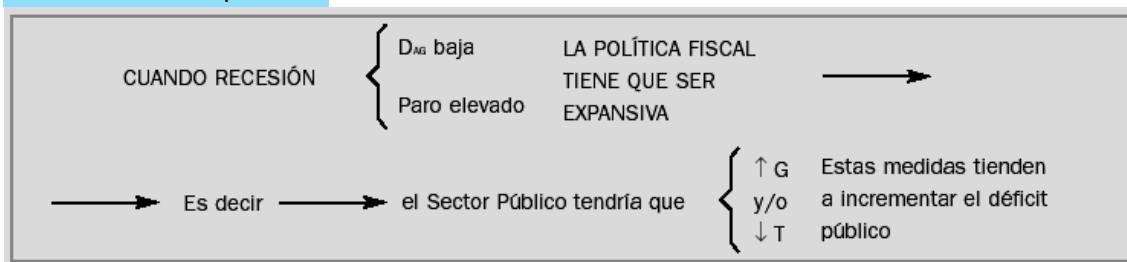 CUANDO RECESIÓN
D_AG baja
Paro elevado
LA POLÍTICA FISCAL
TIENE QUE SER
EXPANSIVA
Es decir
el Sector Público tendría que
↑ G
y/o
↓ T
Estas medidas tienden
a incrementar el déficit
público